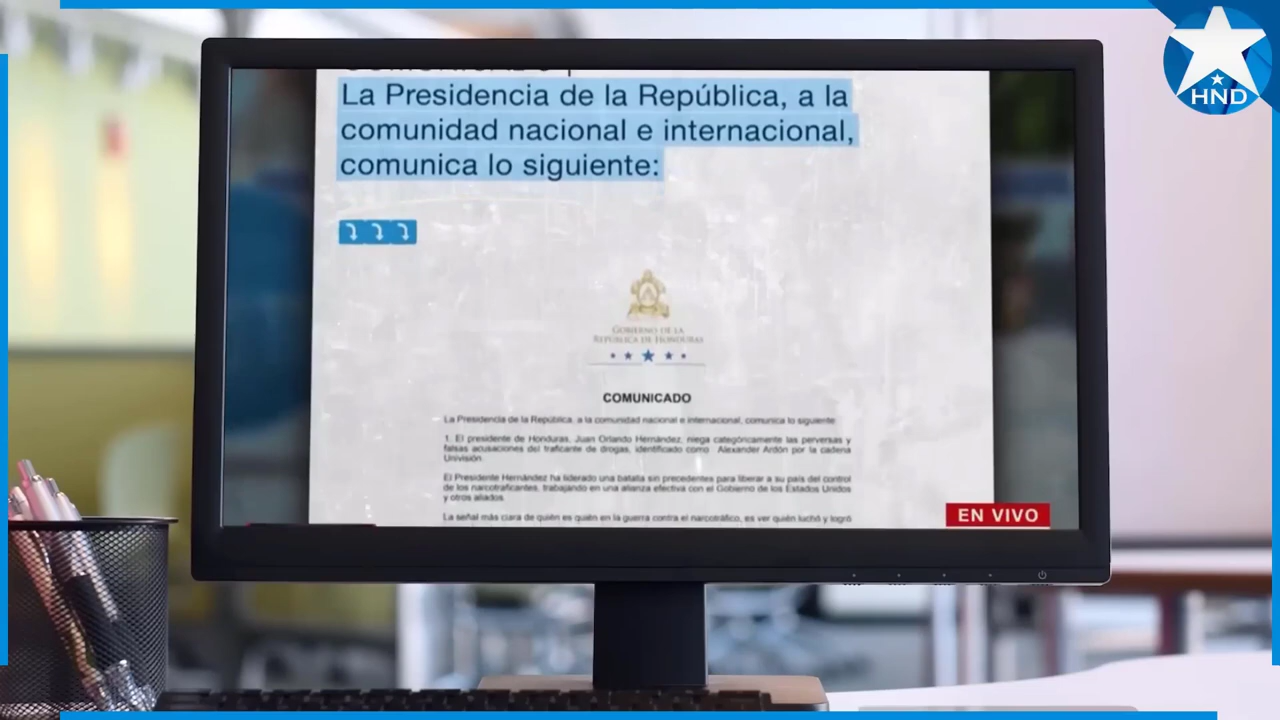 HND
La Presidencia de la República, a la
comunidad nacional e internacional,
comunica lo siguiente:
GOBIERNO DE LA
REPÚBLICA DE HONDURAS
COMUNICADO
La Presidencia de la República, a la comunidad nacional e internacional, comunica lo siguiente:
1. El presidente de Honduras, Juan Orlando Hernández, niega categóricamente las perversas y
falsas acusaciones del traficante de drogas, identificado como Alexander Ardón por la cadena
Univisión.
El Presidente Hernández ha liderado una batalla sin precedentes para liberar a su país del control
de los narcotraficantes, trabajando en una alianza efectiva con el Gobierno de los Estados Unidos
y otros aliados.
La señal más clara de quién es quién en la guerra contra el narcotráfico, es ver quién luchó y logró
EN VIVO